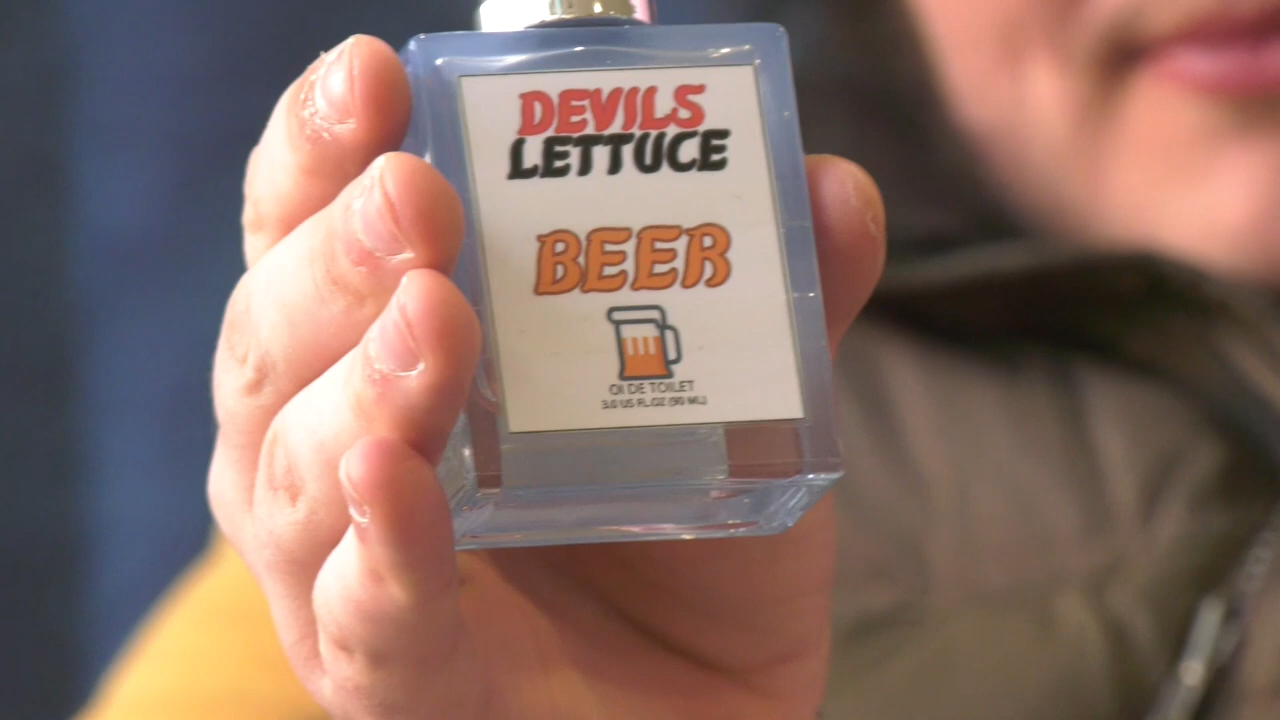 DEVILS
LETTUCE
BEER
OI DE TOILET
3.0 US FL.OZ (90 ML)